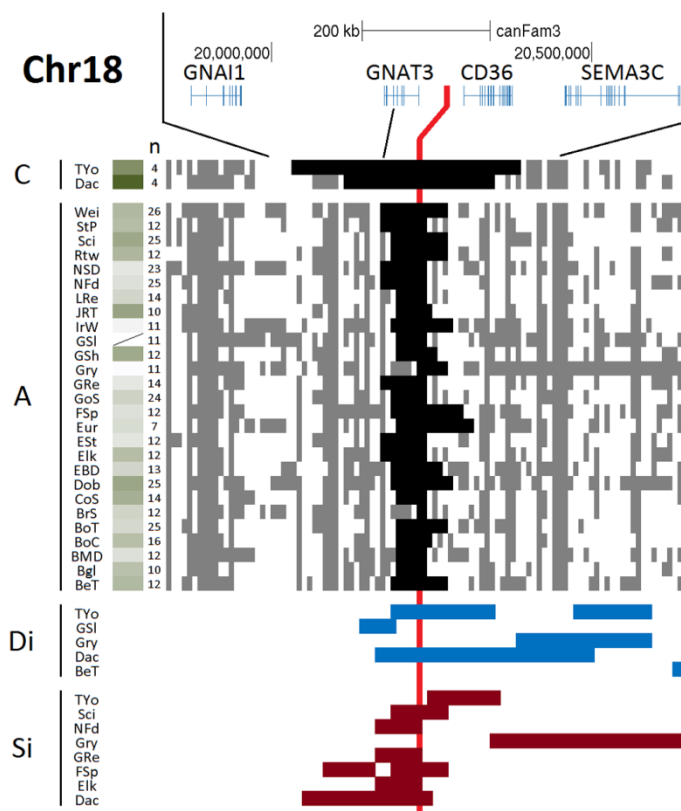 200 kb canFam3
20,000,000 20,500,000
Chr18
GNAI1 GNAT3 CD36 SEMA3C
n
C
TYo 4
Dac 4
A
Wei 26
StP 12
Sci 25
Rtw 12
NSD 23
NFd 25
LRe 14
JRT 10
IrW 11
GSl 11
GSh 12
Gry 11
GRe 14
GoS 24
FSp 12
Eur 7
ESt 12
Elk 12
EBD 13
Dob 25
CoS 14
BrS 12
BoT 25
BoC 16
BMD 12
Bgl 10
BeT 12
Di
TYo
GSl
Gry
Dac
BeT
Si
TYo
Sci
NFd
Gry
GRe
FSp
Elk
Dac